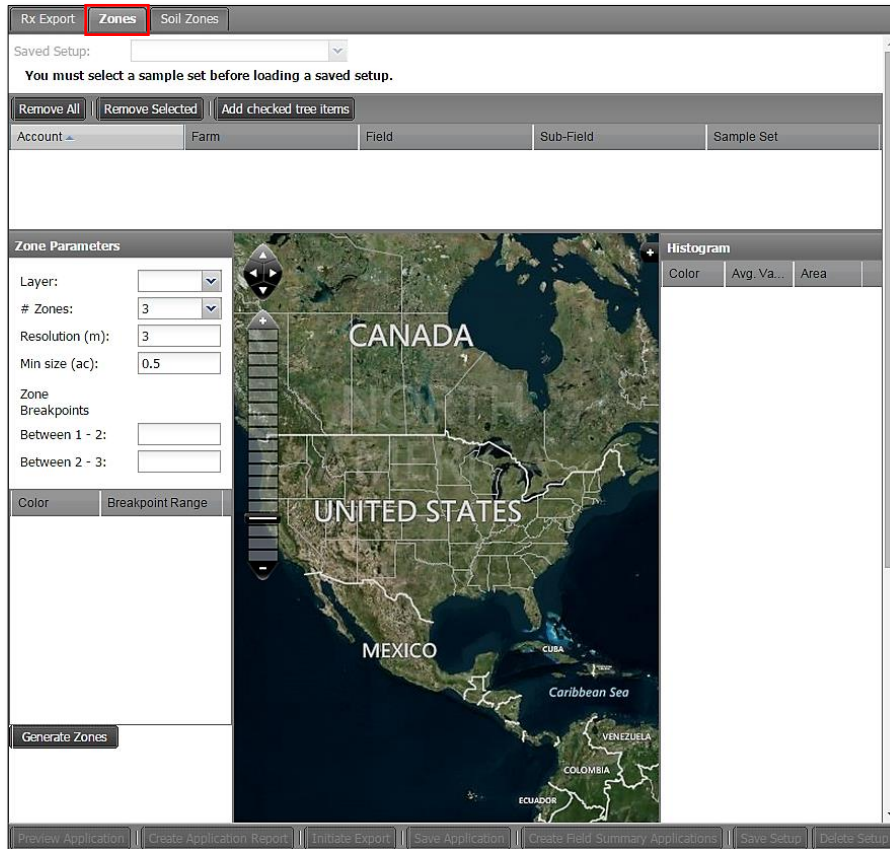 Rx Export Zones Soil Zones
Saved Setup:
You must select a sample set before loading a saved setup.
Remove All Remove Selected Add checked tree items
Account Farm Field Sub-Field Sample Set
Zone Parameters
Layer:
# Zones: 3
Resolution (m): 3
Min size (ac): 0.5
Zone
Breakpoints
Between 1 - 2:
Between 2 - 3:
Color Breakpoint Range
Generate Zones
CANADA
NORTH
AMERICA
UNITED STATES
MEXICO
CUBA
Caribbean Sea
VENEZUELA
COLOMBIA
ECUADOR
Histogram
Color Avg. Va... Area
Preview Application Create Application Report Initiate Export Save Application Create Field Summary Applications Save Setup Delete Setup